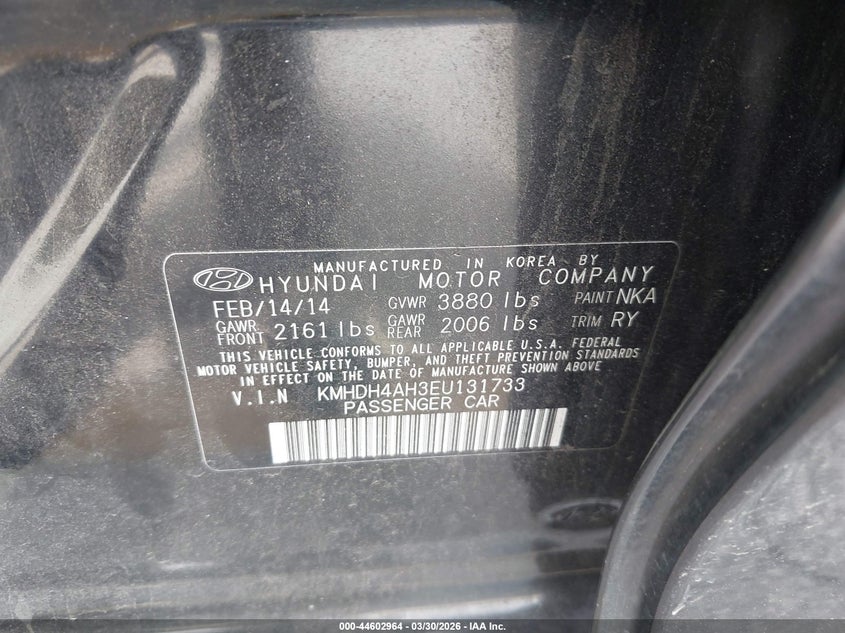 MANUFACTURED IN KOREA BY
HYUNDAI MOTOR COMPANY
FEB/14/14 GVWR 3880 lbs PAINT NKA
GAWR FRONT 2161 lbs GAWR REAR 2006 lbs TRIM RY
THIS VEHICLE CONFORMS TO ALL APPLICABLE U.S.A. FEDERAL
MOTOR VEHICLE SAFETY, BUMPER, AND THEFT PREVENTION STANDARDS
IN EFFECT ON THE DATE OF MANUFACTURE SHOWN ABOVE
V.I.N KMHDH4AH3EU131733
PASSENGER CAR
000-44602964 - 03/30/2026 - IAA Inc.